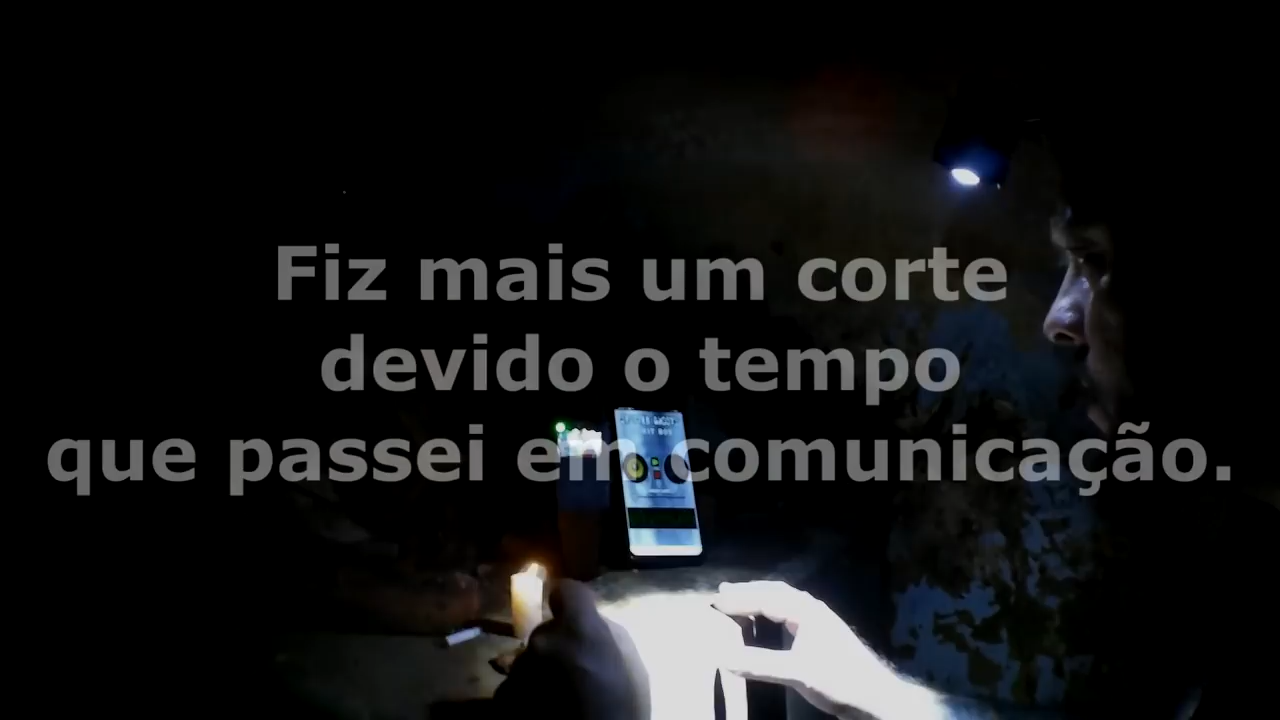 Fiz mais um corte
devido o tempo
que passei em comunicação.